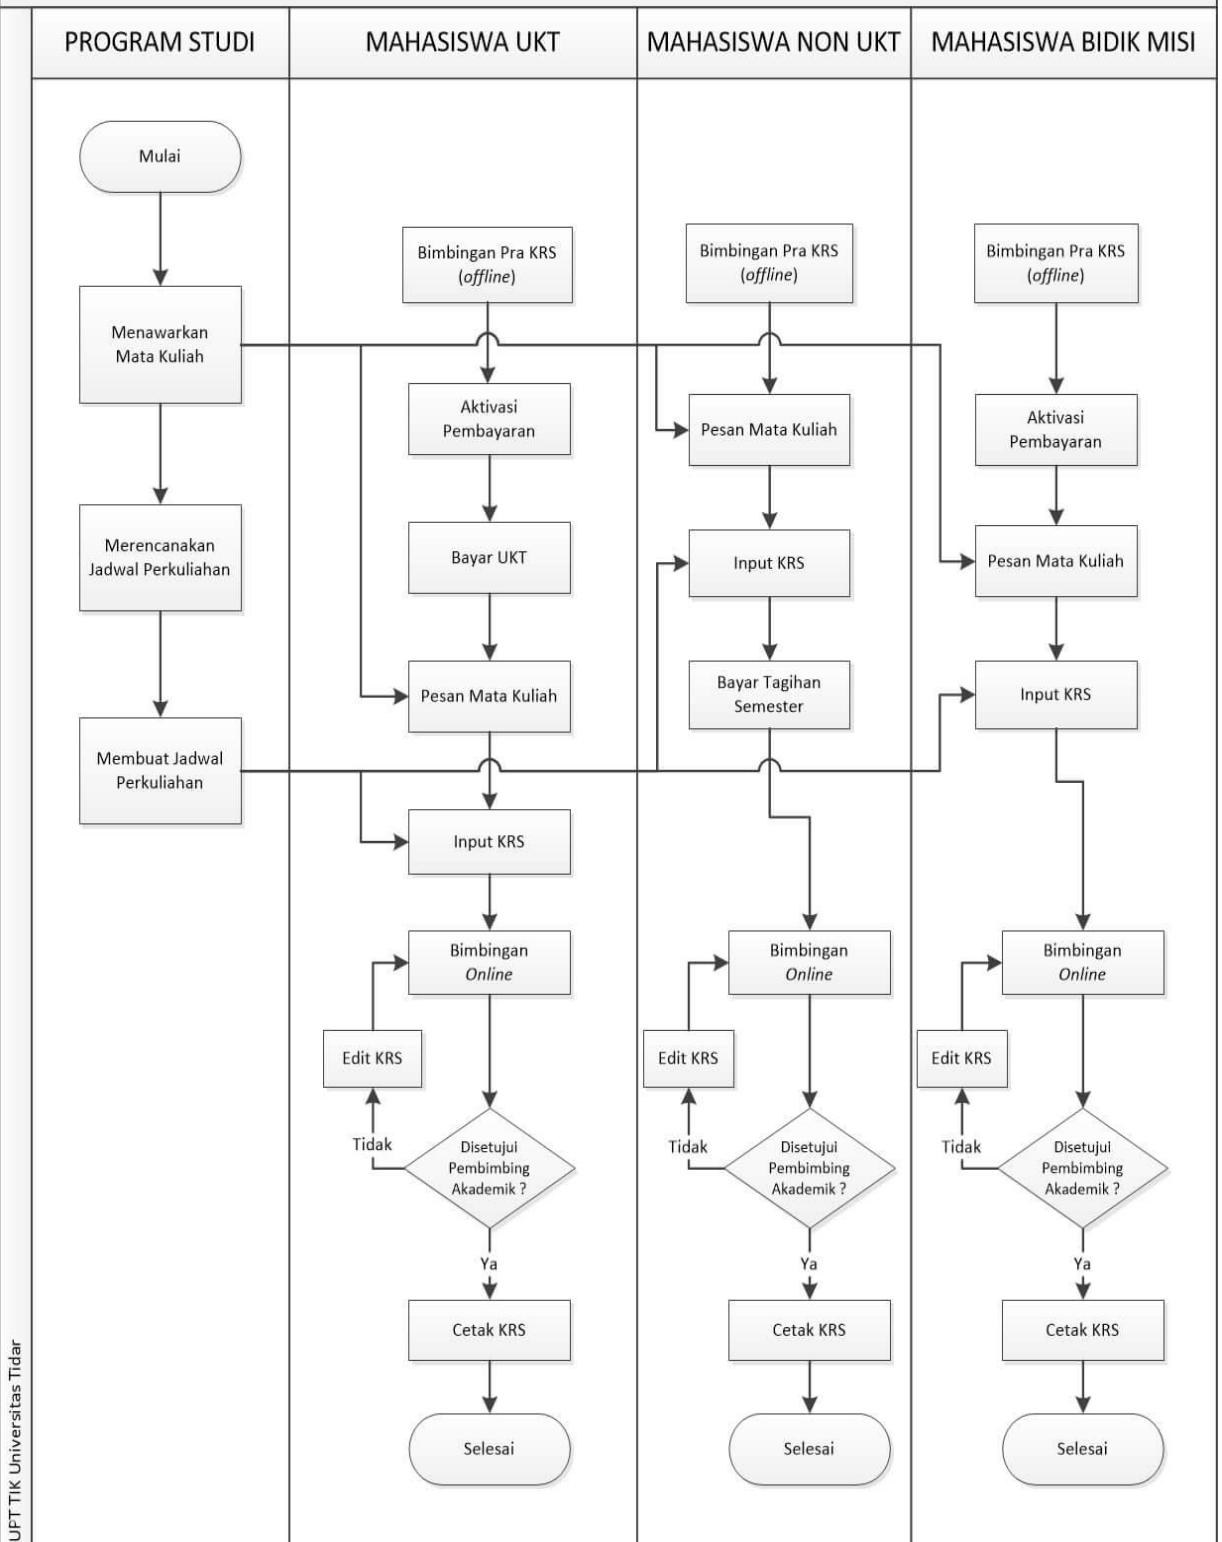 PROGRAM STUDI
MAHASISWA UKT
MAHASISWA NON UKT
MAHASISWA BIDIK MISI
Mulai
Menawarkan
Mata Kuliah
Merencanakan
Jadwal Perkuliahan
Membuat Jadwal
Perkuliahan
Bimbingan Pra KRS
(offline)
Aktivasi
Pembayaran
Bayar UKT
Pesan Mata Kuliah
Input KRS
Bimbingan
Online
Edit KRS
Tidak
Disetujui
Pembimbing
Akademik ?
Ya
Cetak KRS
Selesai
Bimbingan Pra KRS
(offline)
Pesan Mata Kuliah
Input KRS
Bayar Tagihan
Semester
Bimbingan
Online
Edit KRS
Tidak
Disetujui
Pembimbing
Akademik ?
Ya
Cetak KRS
Selesai
Bimbingan Pra KRS
(offline)
Aktivasi
Pembayaran
Pesan Mata Kuliah
Input KRS
Bimbingan
Online
Edit KRS
Tidak
Disetujui
Pembimbing
Akademik ?
Ya
Cetak KRS
Selesai
UPT TIK Universitas Tidar